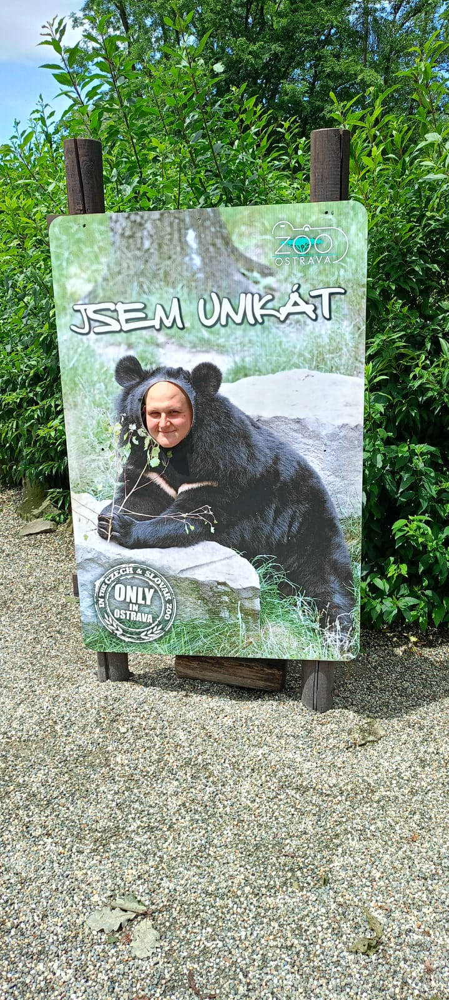 ZOO
OSTRAVA
JSEM UNIKÁT
IN THE CZECH & SLOVAK ZOO
ONLY
IN
OSTRAVA